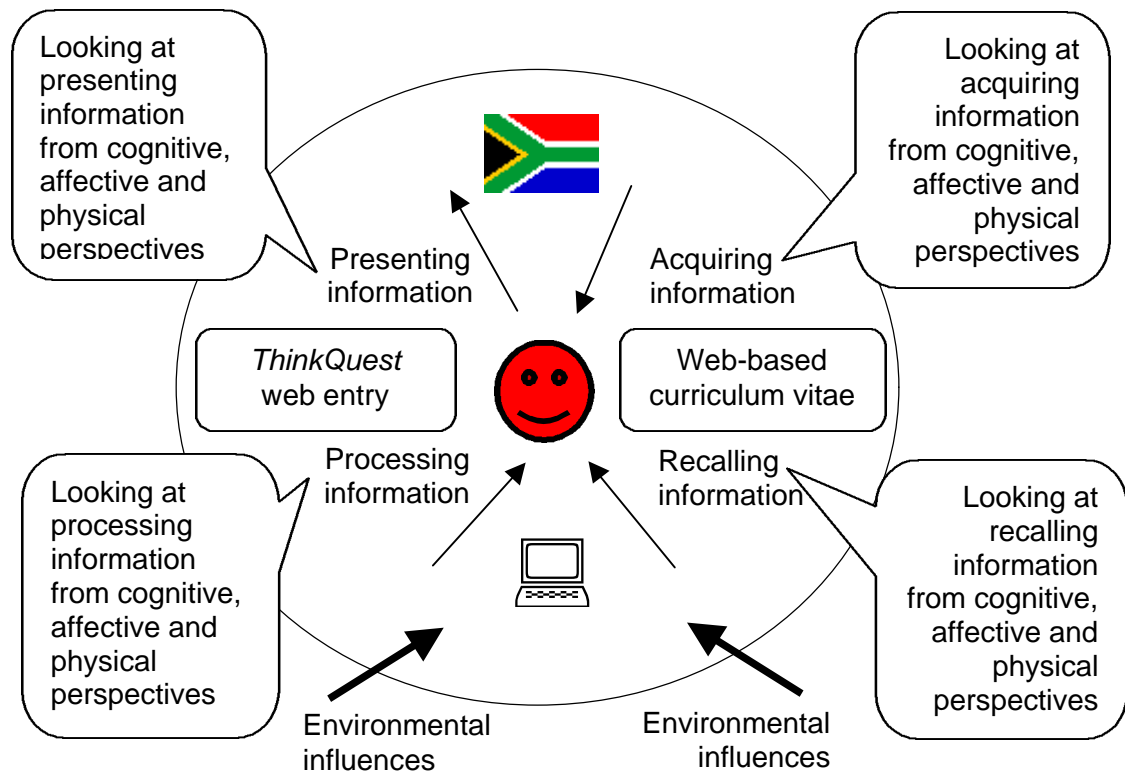 Looking at
presenting
information
from cognitive,
affective and
physical
perspectives
Looking at
acquiring
information
from cognitive,
affective and
physical
perspectives
Presenting
information
Acquiring
information
ThinkQuest
web entry
Web-based
curriculum vitae
Processing
information
Recalling
information
Looking at
processing
information
from cognitive,
affective and
physical
perspectives
Looking at
recalling
information
from cognitive,
affective and
physical
perspectives
Environmental
influences
Environmental
influences